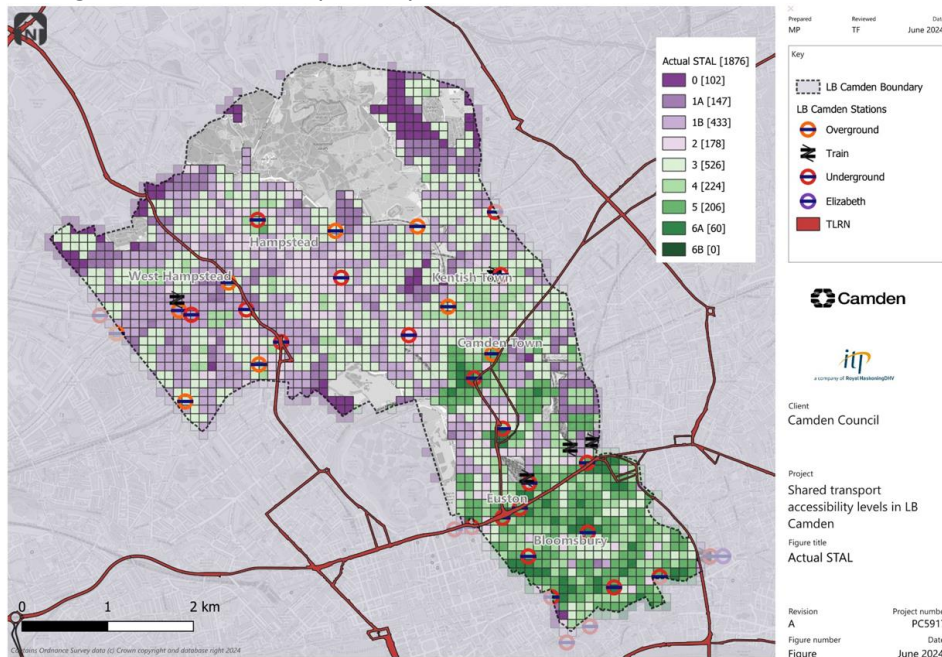 N
Actual STAL [1876]
0 [102]
1A [147]
1B [433]
2 [178]
3 [526]
4 [224]
5 [206]
6A [60]
6B [0]
Hampstead
West Hampstead
Kentish Town
Camden Town
Euston
Bloomsbury
0 1 2 km
Contains Ordnance Survey data (c) Crown copyright and database right 2024
Prepared Reviewed Date
MP TF June 2024
Key
LB Camden Boundary
LB Camden Stations
Overground
Train
Underground
Elizabeth
TLRN
Camden
itp
a company of Royal HaskoningDHV
Client
Camden Council
Project
Shared transport
accessibility levels in LB
Camden
Figure title
Actual STAL
Revision Project number
A PC5917
Figure number Date
Figure June 2024